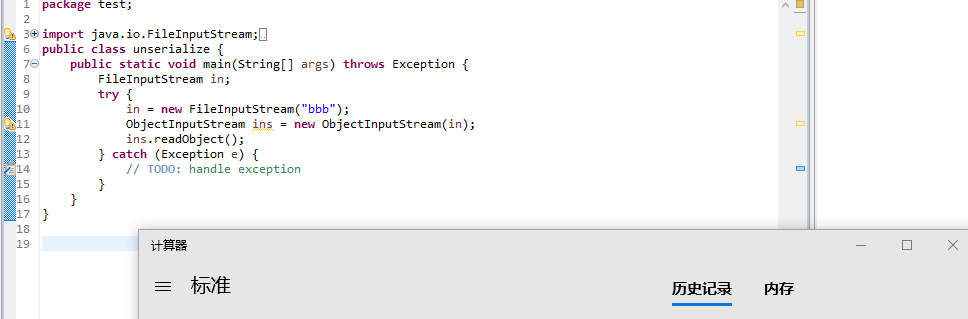 1 package test;
2
3 import java.io.FileInputStream;
6 public class unserialize {
7 public static void main(String[] args) throws Exception {
8 FileInputStream in;
9 try {
10 in = new FileInputStream("bbb");
11 ObjectInputStream ins = new ObjectInputStream(in);
12 ins.readObject();
13 } catch (Exception e) {
14 // TODO: handle exception
15 }
16 }
17 }
18
19
计算器
标准 历史记录 内存